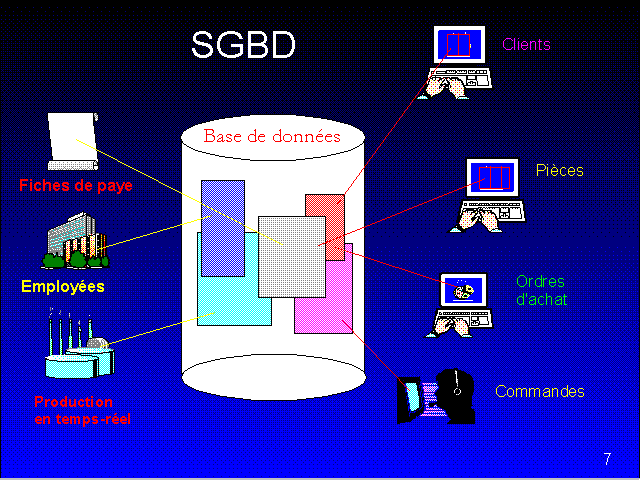 SGBD
Clients
Base de données
Fiches de paye
Pièces
Employées
Ordres
d'achat
Production
en temps-réel
Commandes
7